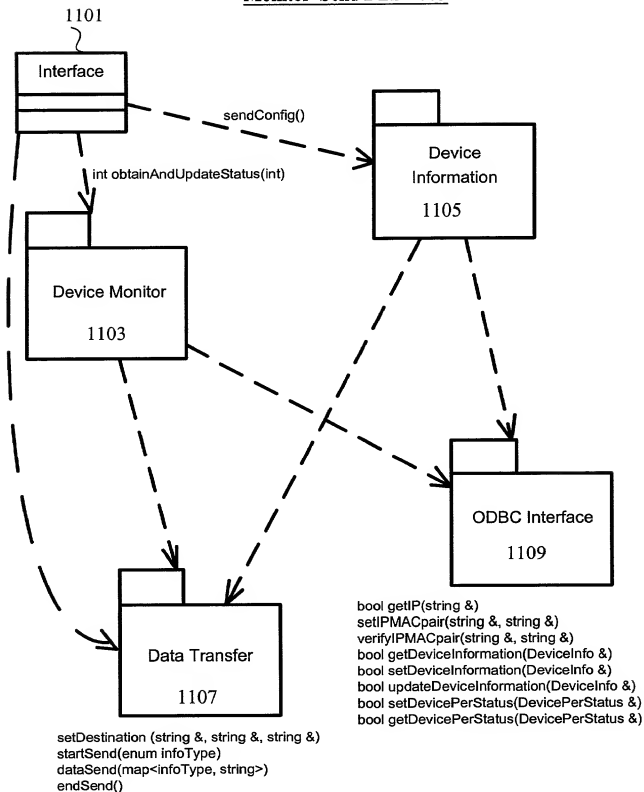 1101
Interface
sendConfig()
Device
Information
1105
int obtainAndUpdateStatus(int)
Device Monitor
1103
ODBC Interface
1109
bool getIP(string &)
setIPMACpair(string &, string &)
verifyIPMACpair(string &, string &)
bool getDeviceInformation(DeviceInfo &)
bool setDeviceInformation(DeviceInfo &)
bool updateDeviceInformation(DeviceInfo &)
bool setDevicePerStatus(DevicePerStatus &)
bool getDevicePerStatus(DevicePerStatus &)
Data Transfer
1107
setDestination (string &, string &, string &)
startSend(enum infoType)
dataSend(map<infoType, string>)
endSend()